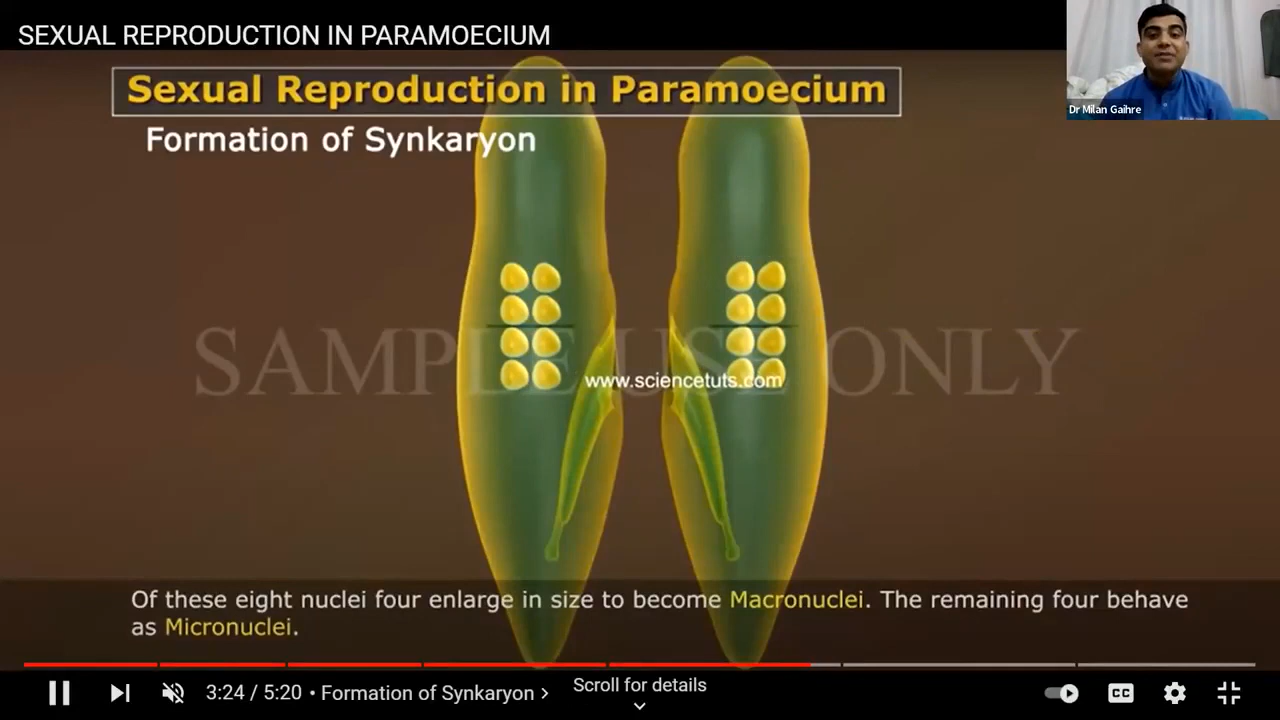 SEXUAL REPRODUCTION IN PARAMOECIUM
Dr Milan Gaihre
Sexual Reproduction in Paramoecium
Formation of Synkaryon
SAMPLE USE ONLY
www.sciencetuts.com
Of these eight nuclei four enlarge in size to become Macronuclei. The remaining four behave
as Micronuclei.
3:24 / 5:20 • Formation of Synkaryon >
Scroll for details
CC